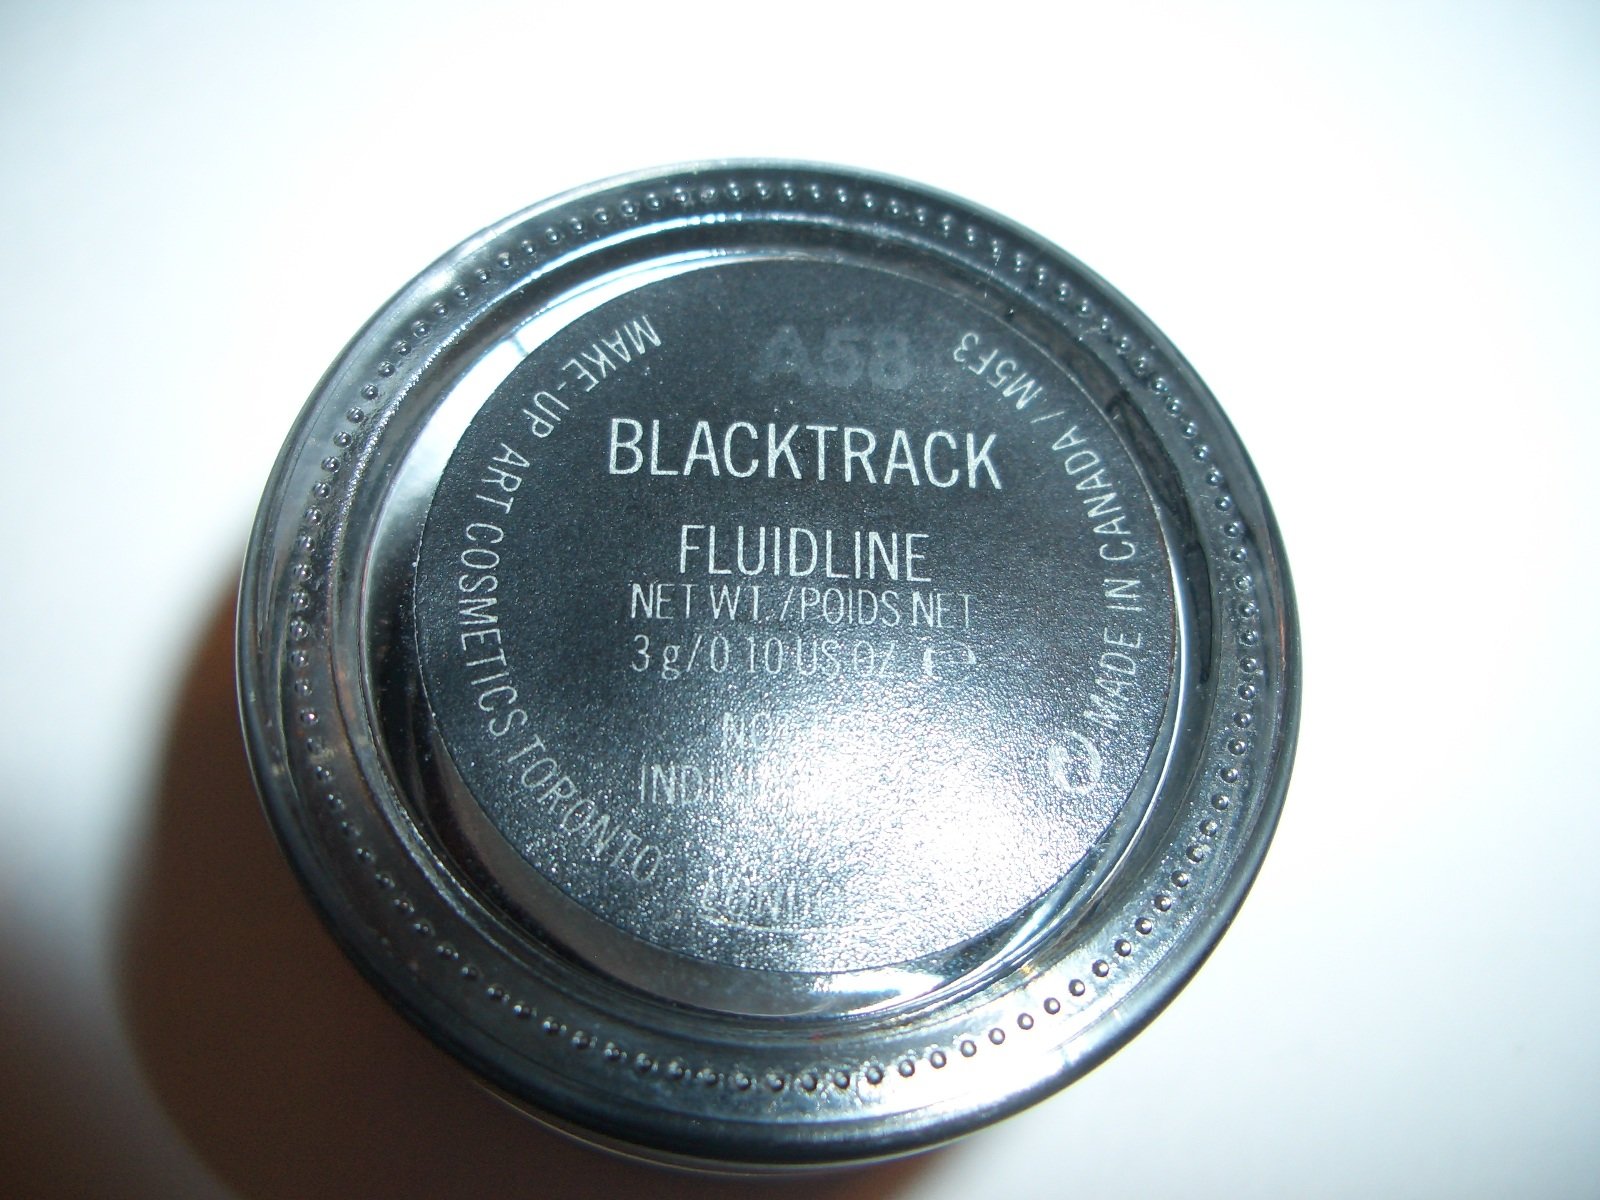 A58
BLACKTRACK
FLUIDLINE
NET WT./POIDS NET
3 g/0.10 US OZ ℮
MAKE-UP ART COSMETICS TORONTO
MADE IN CANADA / M5F3